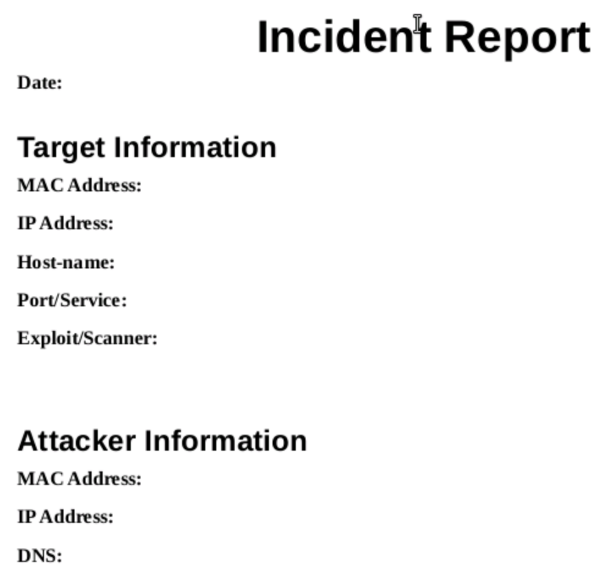 Incident Report
Date:
Target Information
MAC Address:
IP Address:
Host-name:
Port/Service:
Exploit/Scanner:
Attacker Information
MAC Address:
IP Address:
DNS: